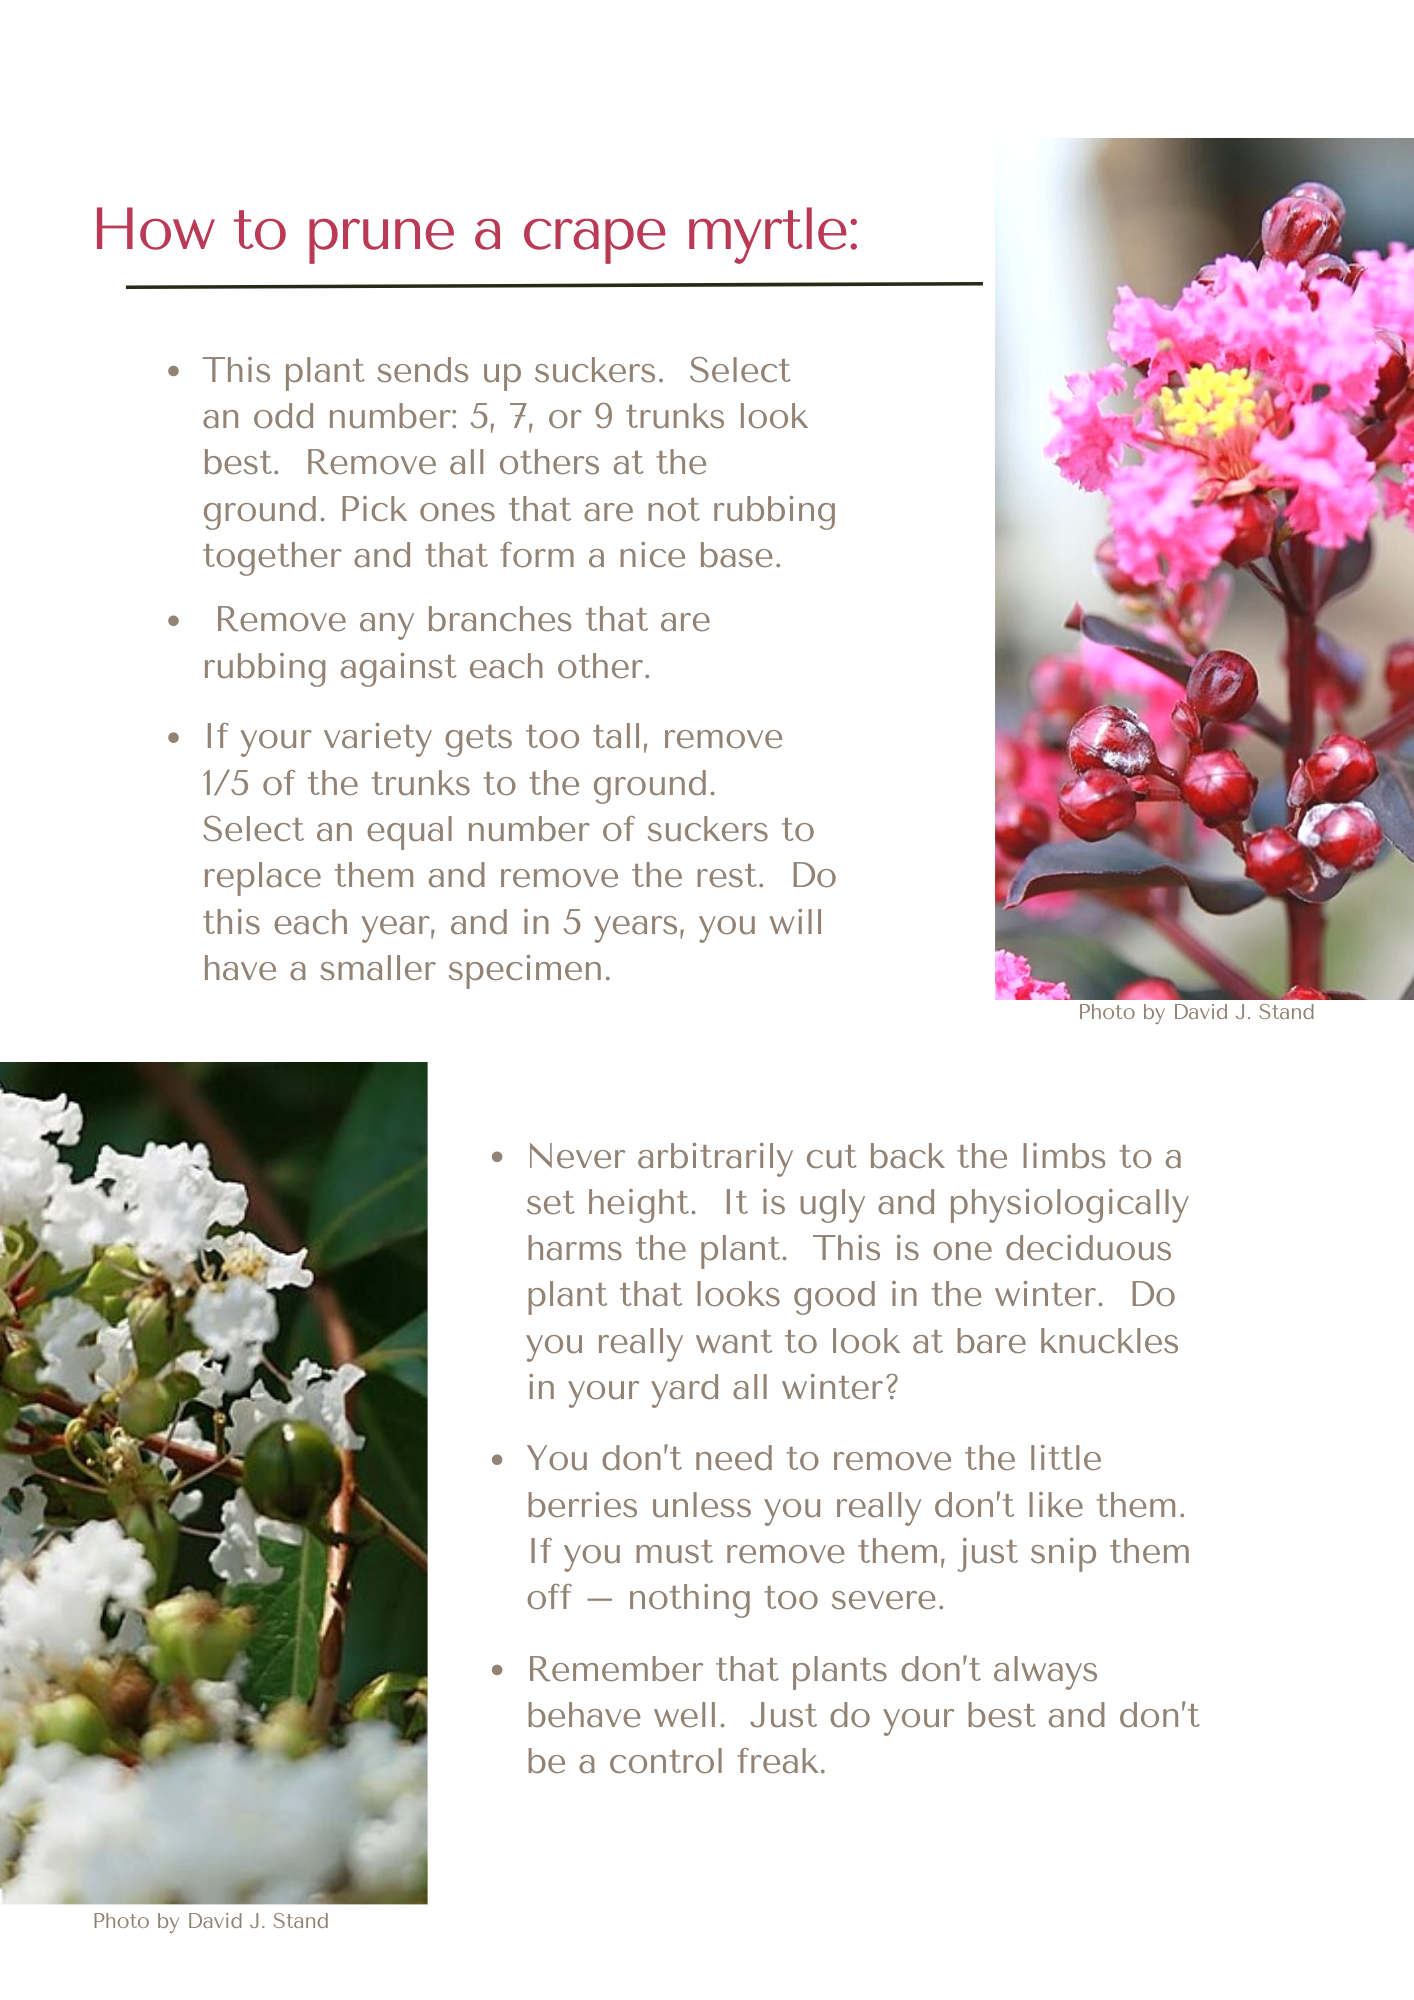 How to prune a crape myrtle:
• This plant sends up suckers.  Select
an odd number: 5, 7, or 9 trunks look
best.  Remove all others at the
ground. Pick ones that are not rubbing
together and that form a nice base.
•  Remove any branches that are
rubbing against each other.
• If your variety gets too tall, remove
1/5 of the trunks to the ground.
Select an equal number of suckers to
replace them and remove the rest.  Do
this each year, and in 5 years, you will
have a smaller specimen.
Photo by David J. Stand
• Never arbitrarily cut back the limbs to a
set height.  It is ugly and physiologically
harms the plant.  This is one deciduous
plant that looks good in the winter.  Do
you really want to look at bare knuckles
in your yard all winter?
• You don't need to remove the little
berries unless you really don't like them.
If you must remove them, just snip them
off — nothing too severe.
• Remember that plants don't always
behave well.  Just do your best and don't
be a control freak.
Photo by David J. Stand